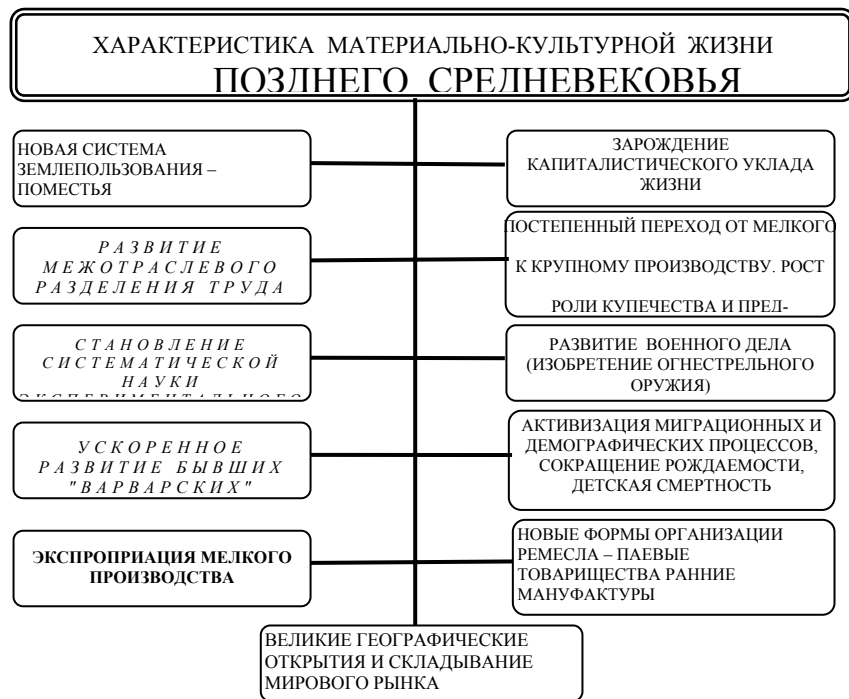 ХАРАКТЕРИСТИКА МАТЕРИАЛЬНО-КУЛЬТУРНОЙ ЖИЗНИ
ПОЗДНЕГО СРЕДНЕВЕКОВЬЯ
НОВАЯ СИСТЕМА
ЗЕМЛЕПОЛЬЗОВАНИЯ –
ПОМЕСТЬЯ
ЗАРОЖДЕНИЕ
КАПИТАЛИСТИЧЕСКОГО УКЛАДА
ЖИЗНИ
РАЗВИТИЕ
МЕЖОТРАСЛЕВОГО
РАЗДЕЛЕНИЯ ТРУДА
ПОСТЕПЕННЫЙ ПЕРЕХОД ОТ МЕЛКОГО
К КРУПНОМУ ПРОИЗВОДСТВУ. РОСТ
РОЛИ КУПЕЧЕСТВА И ПРЕД-
СТАНОВЛЕНИЕ
СИСТЕМАТИЧЕСКОЙ
НАУКИ
ЭКСПЕРИМЕНТАЛЬНОГО
РАЗВИТИЕ ВОЕННОГО ДЕЛА
(ИЗОБРЕТЕНИЕ ОГНЕСТРЕЛЬНОГО
ОРУЖИЯ)
УСКОРЕННОЕ
РАЗВИТИЕ БЫВШИХ
"ВАРВАРСКИХ"
АКТИВИЗАЦИЯ МИГРАЦИОННЫХ И
ДЕМОГРАФИЧЕСКИХ ПРОЦЕССОВ,
СОКРАЩЕНИЕ РОЖДАЕМОСТИ,
ДЕТСКАЯ СМЕРТНОСТЬ
ЭКСПРОПРИАЦИЯ МЕЛКОГО
ПРОИЗВОДСТВА
НОВЫЕ ФОРМЫ ОРГАНИЗАЦИИ
РЕМЕСЛА – ПАЕВЫЕ
ТОВАРИЩЕСТВА РАННИЕ
МАНУФАКТУРЫ
ВЕЛИКИЕ ГЕОГРАФИЧЕСКИЕ
ОТКРЫТИЯ И СКЛАДЫВАНИЕ
МИРОВОГО РЫНКА